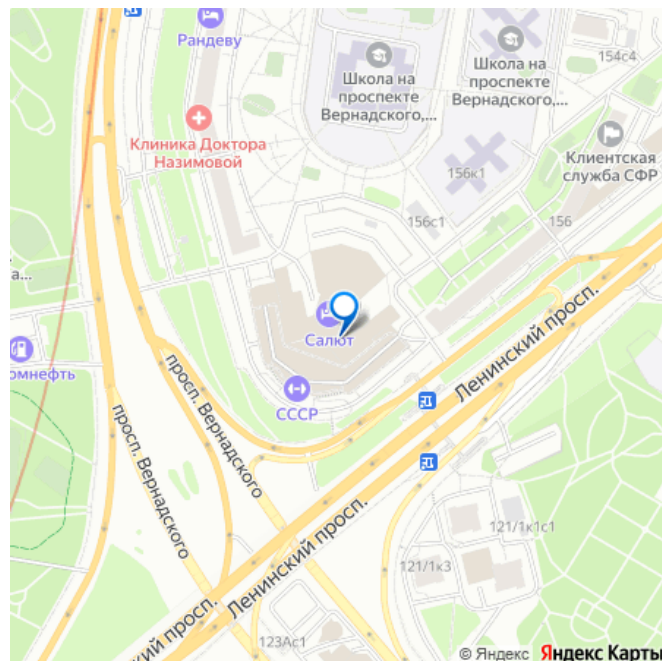 Рандеву
154с4
Школа на
проспекте
Вернадского,...
Школа на
проспекте
Вернадского,...
Клиника Доктора
Назимовой
Клиентская
служба СФР
156к1
156с1
156
а...
Салют
Ленинский просп.
омнефть
СССР
просп. Вернадского
просп. Вернадского
Ленинский просп.
121/1к1с1
121/1к3
ский просп.
123Ас1
© Яндекс Яндекс Карты